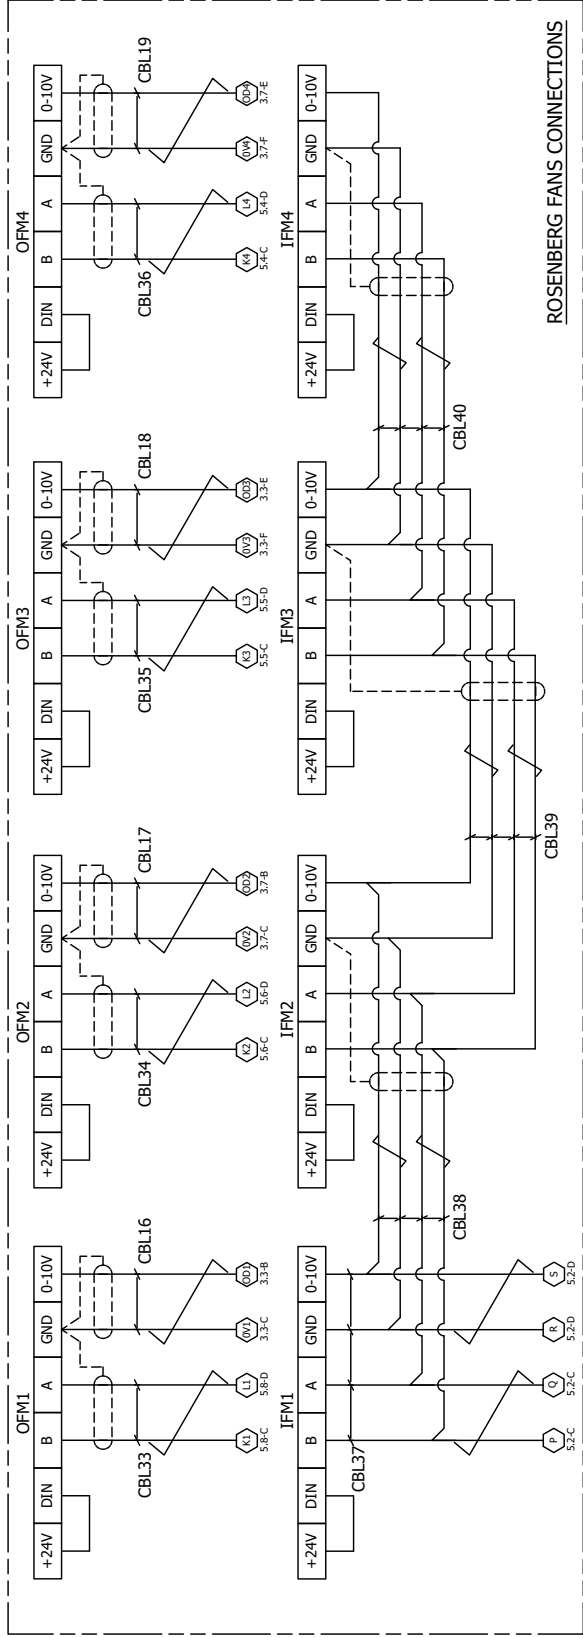 ROSENBERG FANS CONNECTIONS
OFM1
+24V DIN B A GND 0-10V
CBL33 CBL16
K1 L1 0V1 OD1
5.8-C 5.8-D 3.3-C 3.3-B
OFM2
+24V DIN B A GND 0-10V
CBL34 CBL17
K2 L2 0V2 OD2
5.6-C 5.6-D 3.7-C 3.7-B
OFM3
+24V DIN B A GND 0-10V
CBL35 CBL18
K3 L3 0V3 OD3
5.5-C 5.5-D 3.3-F 3.3-E
OFM4
+24V DIN B A GND 0-10V
CBL36 CBL19
K4 L4 0V4 OD4
5.4-C 5.4-D 3.7-F 3.7-E
IFM1
+24V DIN B A GND 0-10V
CBL37
P Q R S
5.2-C 5.2-C 5.2-D 5.2-D
CBL38
IFM2
+24V DIN B A GND 0-10V
CBL39
IFM3
+24V DIN B A GND 0-10V
CBL40
IFM4
+24V DIN B A GND 0-10V